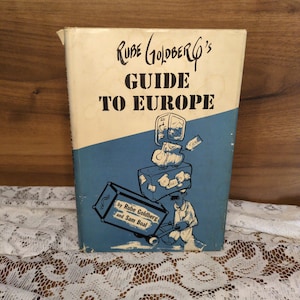 RUBE GOLDBERG's
GUIDE
TO EUROPE
by Rube Goldberg
and Sam Boal